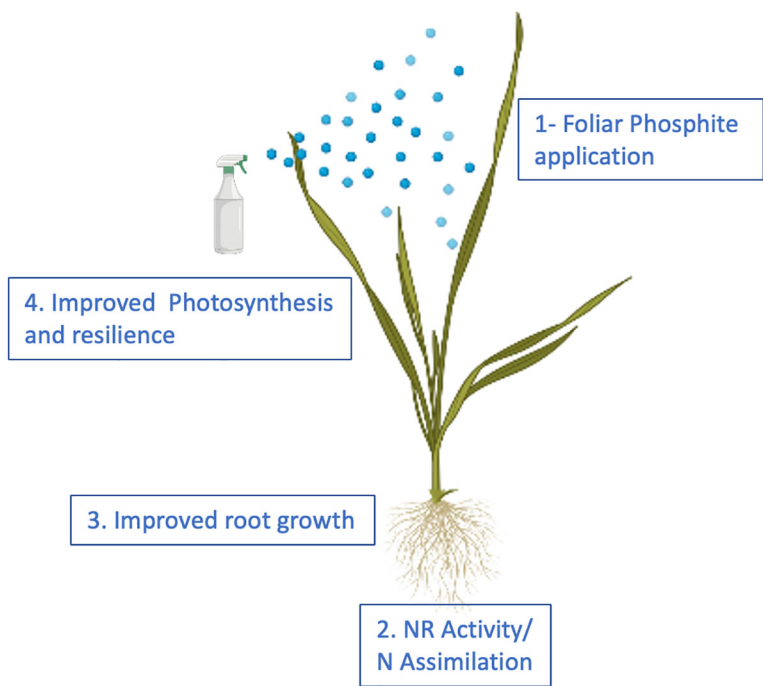 1- Foliar Phosphite
application
4. Improved Photosynthesis
and resilience
3. Improved root growth
2. NR Activity/
N Assimilation